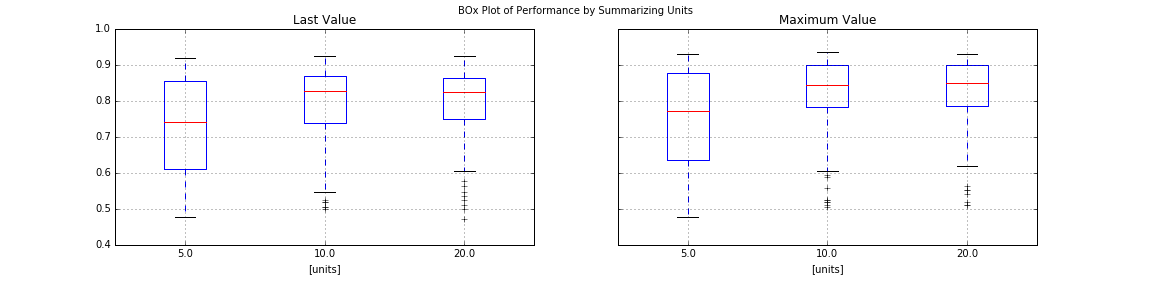 BOx Plot of Performance by Summarizing Units
Last Value
Maximum Value
1.0
0.9
0.8
0.7
0.6
0.5
0.4
5.0 10.0 20.0
[units]
5.0 10.0 20.0
[units]